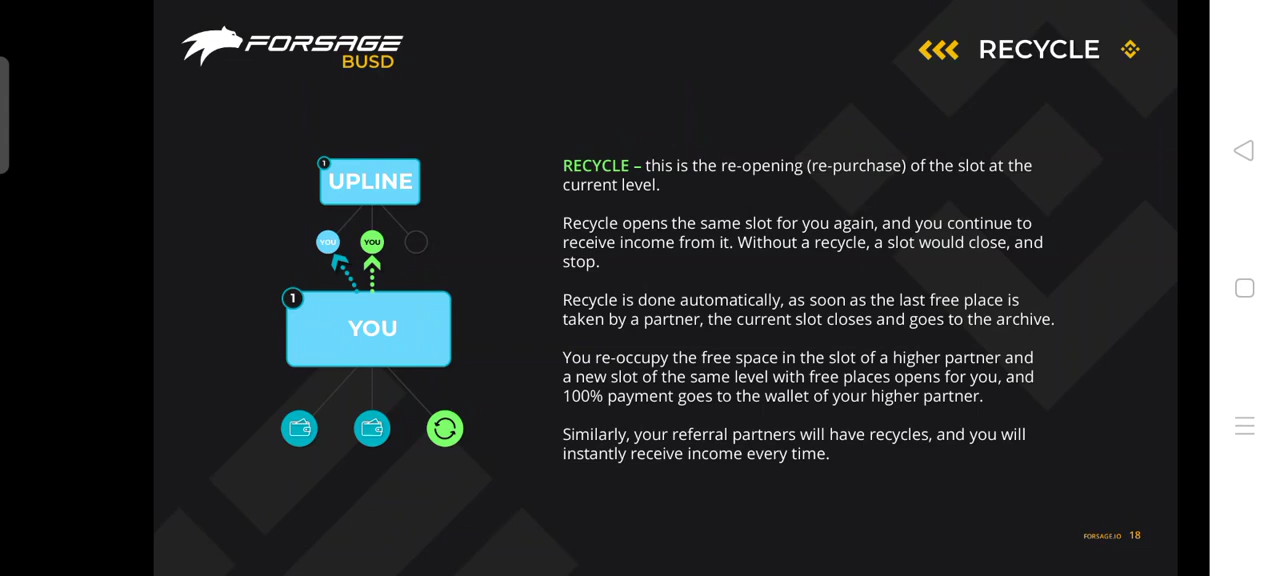 FORSAGE
BUSD
RECYCLE
1
UPLINE
YOU
YOU
1
YOU
RECYCLE – this is the re-opening (re-purchase) of the slot at the
current level.
Recycle opens the same slot for you again, and you continue to
receive income from it. Without a recycle, a slot would close, and
stop.
Recycle is done automatically, as soon as the last free place is
taken by a partner, the current slot closes and goes to the archive.
You re-occupy the free space in the slot of a higher partner and
a new slot of the same level with free places opens for you, and
100% payment goes to the wallet of your higher partner.
Similarly, your referral partners will have recycles, and you will
instantly receive income every time.
FORSAGE.IO 18